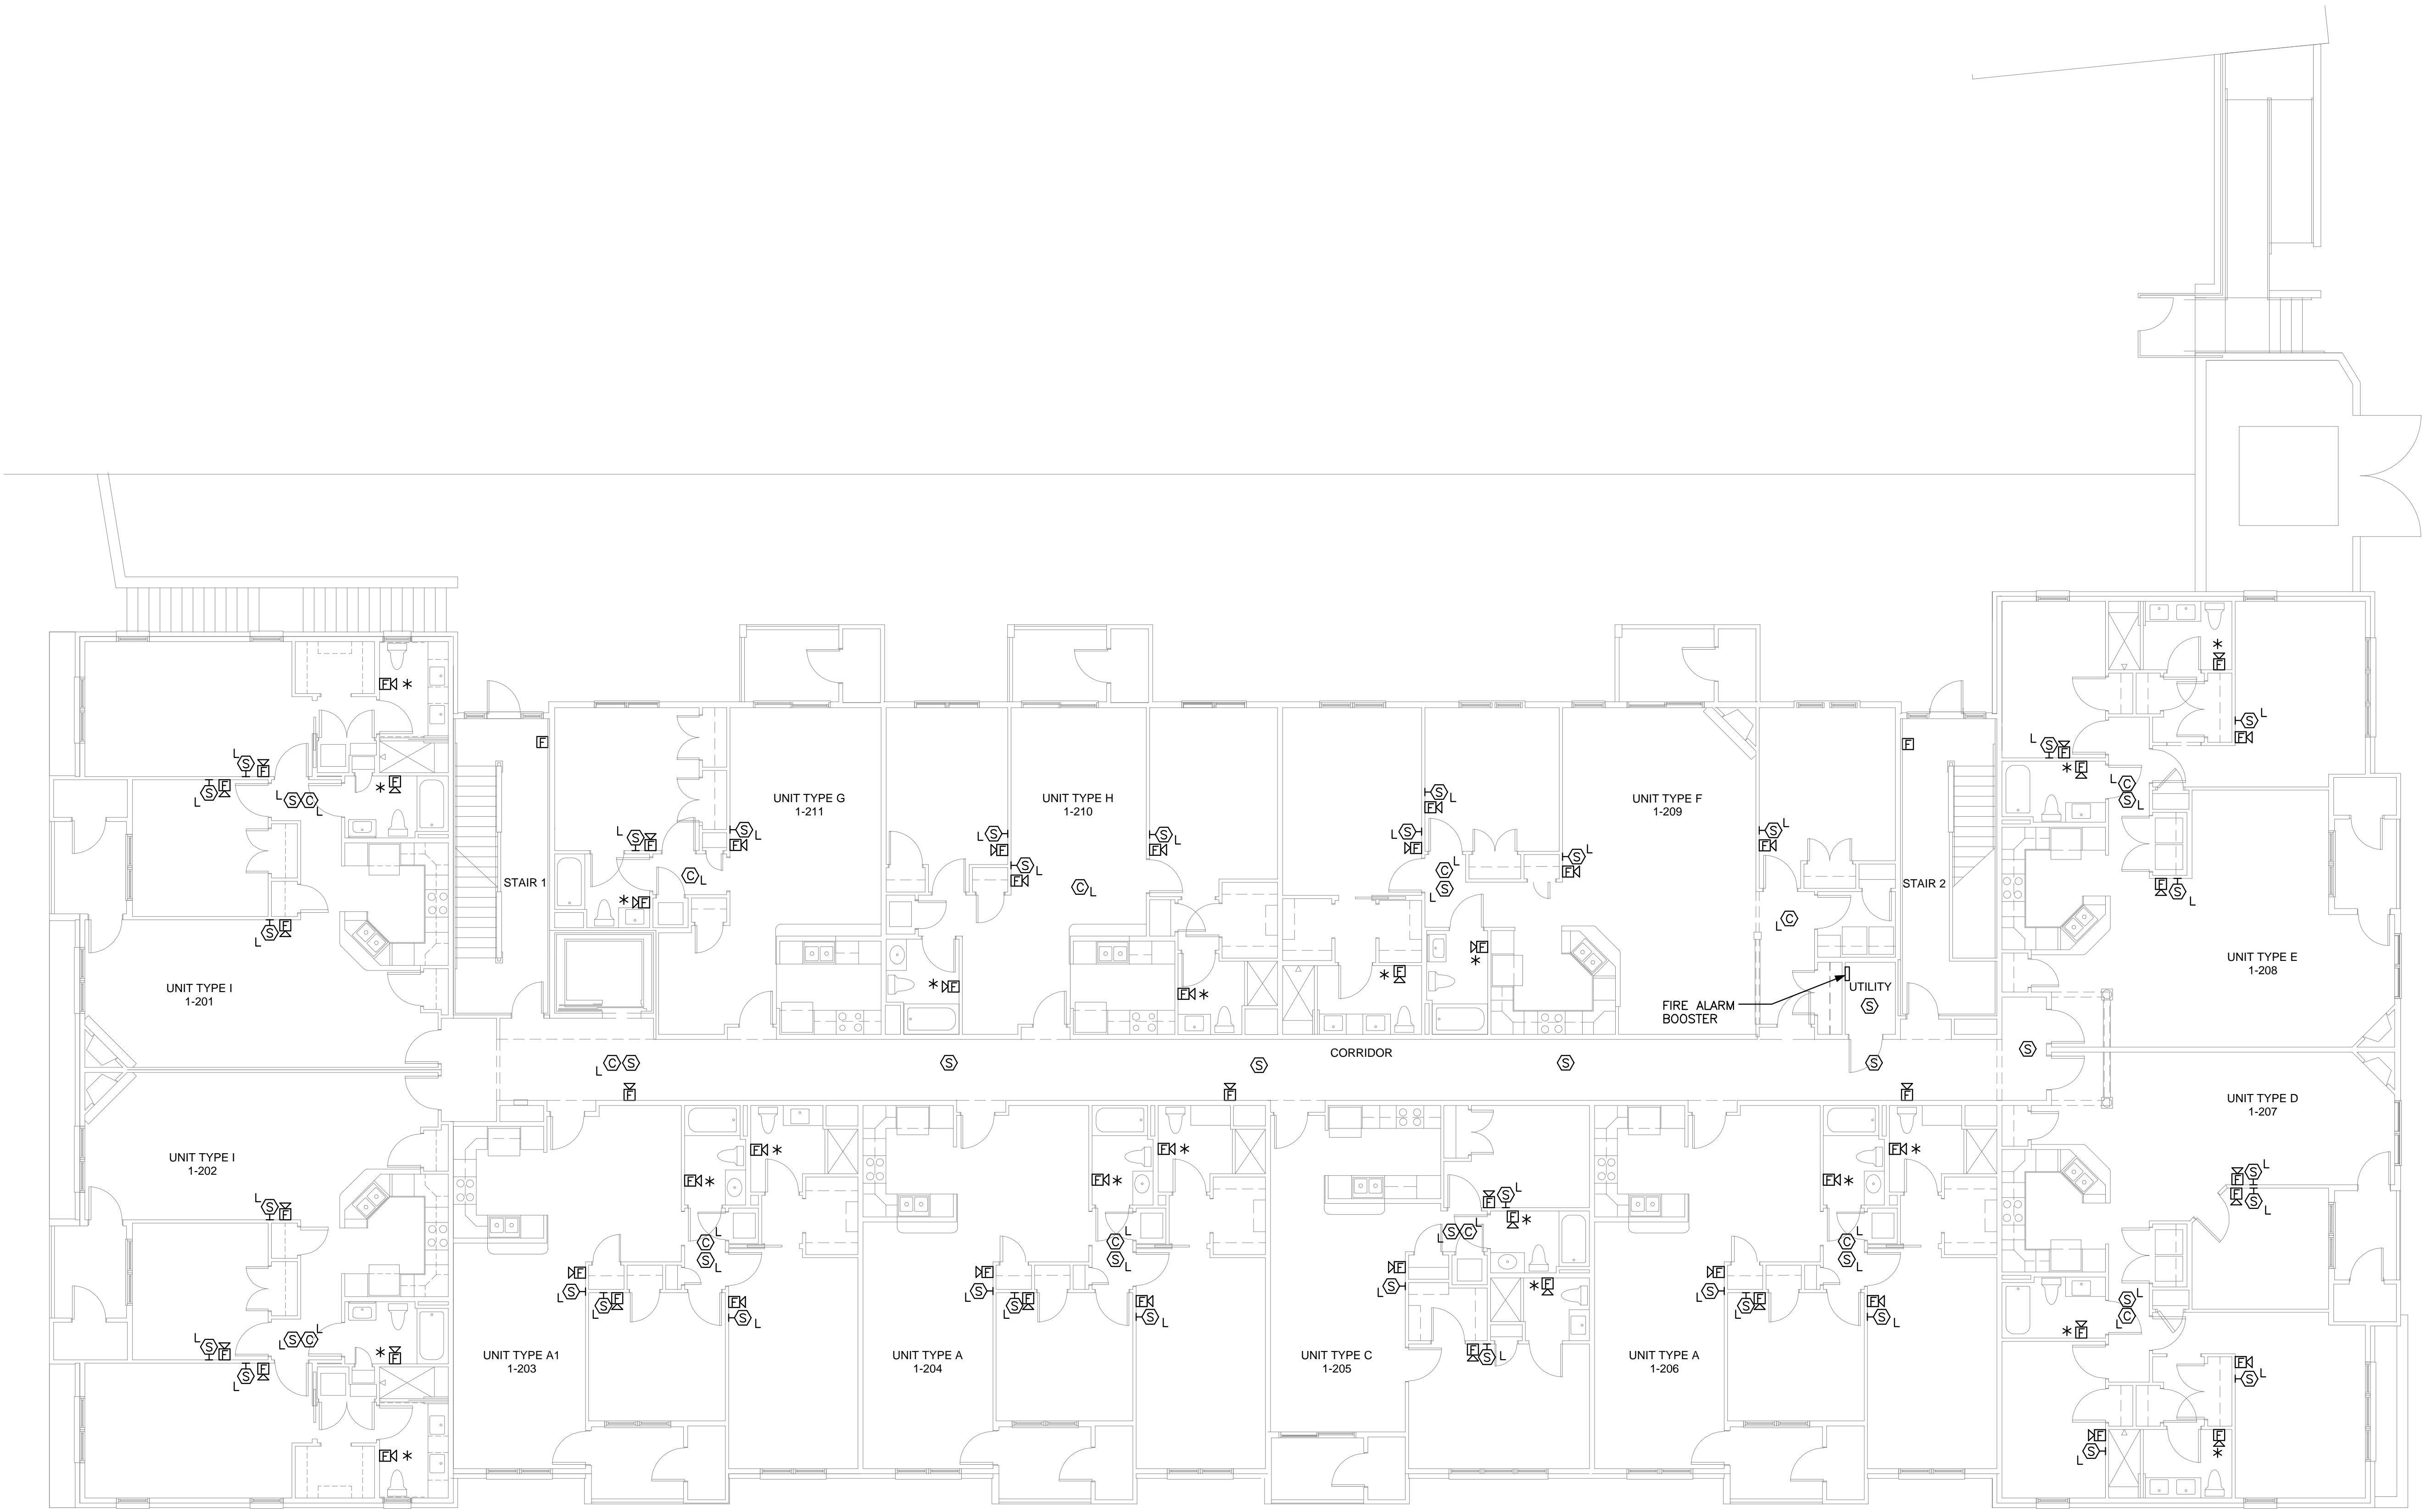 UNIT TYPE G
1-211
UNIT TYPE H
1-210
UNIT TYPE F
1-209
STAIR 1
STAIR 2
UNIT TYPE I
1-201
UNIT TYPE E
1-208
FIRE ALARM
BOOSTER
UTILITY
CORRIDOR
UNIT TYPE D
1-207
UNIT TYPE I
1-202
UNIT TYPE A1
1-203
UNIT TYPE A
1-204
UNIT TYPE C
1-205
UNIT TYPE A
1-206